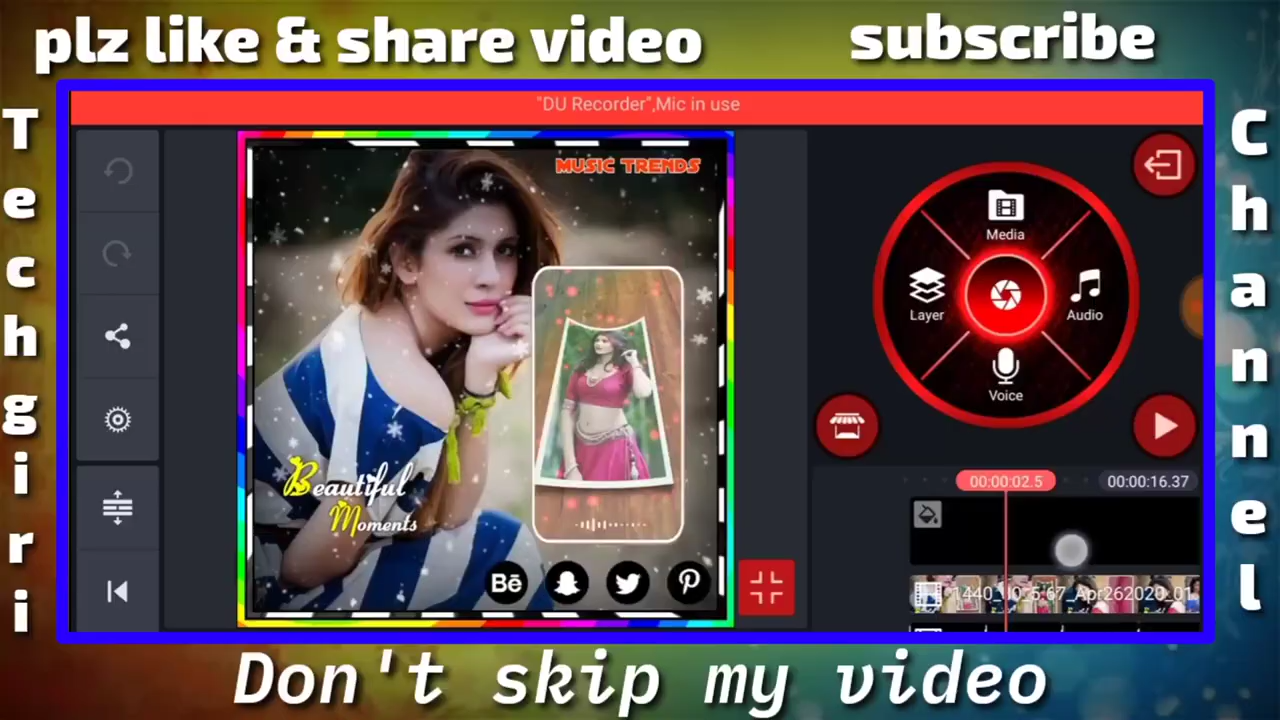 plz like & share video
subscribe
Techgiri
Channel
"DU Recorder",Mic in use
MUSIC TRENDS
Beautiful
Moments
Bē
Media
Layer
Audio
Voice
00:00:02.5
00:00:16.37
Don't skip my video